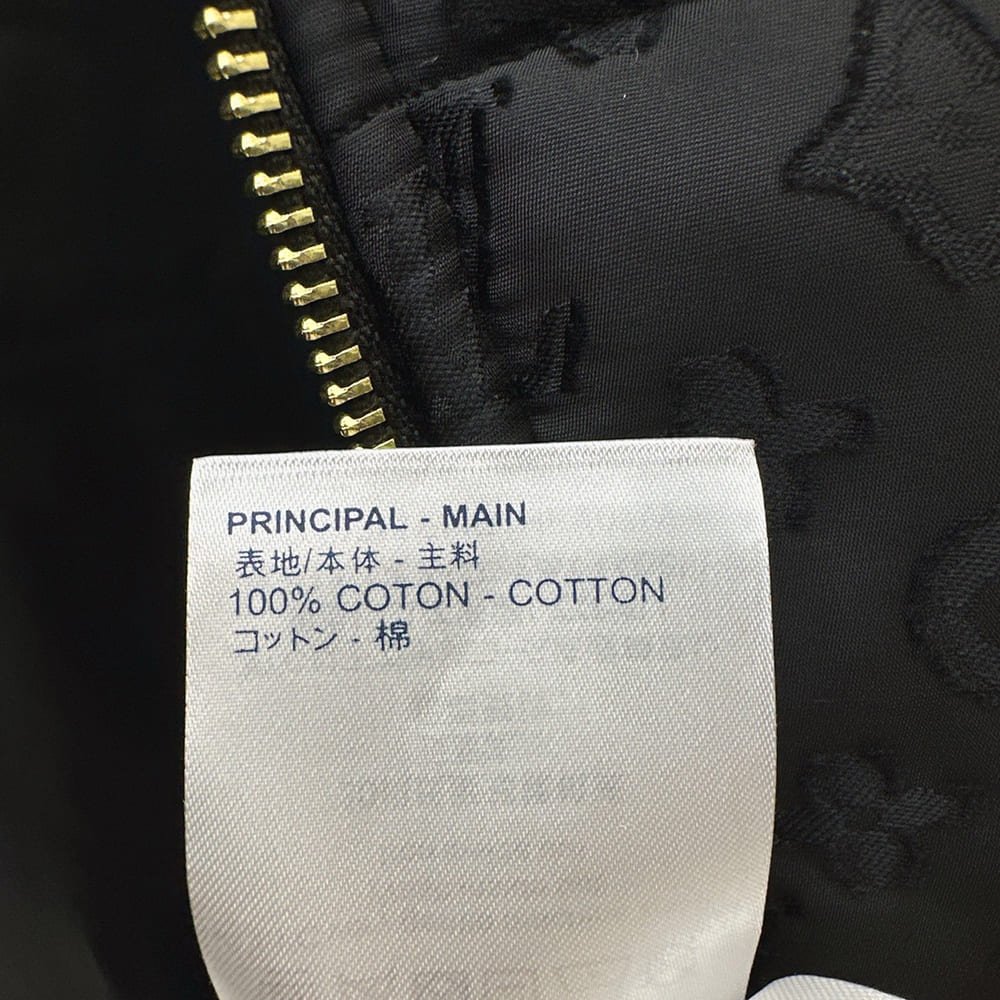 PRINCIPAL - MAIN
表地/本体 - 主料
100% COTON - COTTON
コットン - 棉